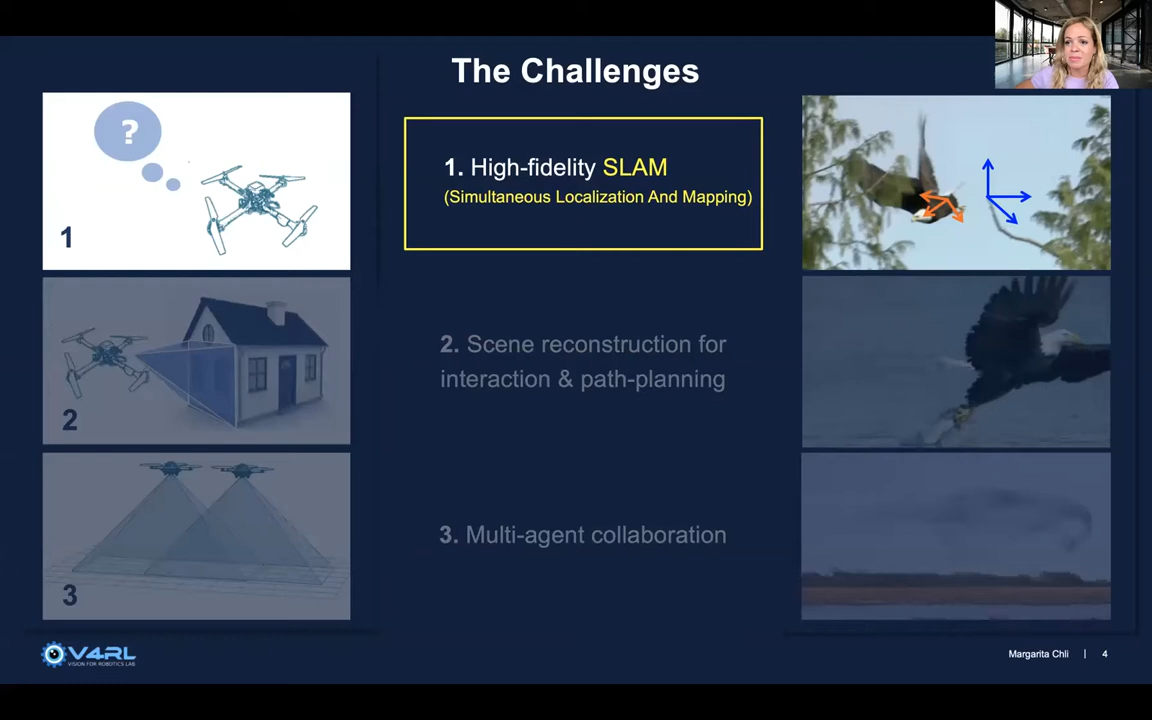 The Challenges
?
1
1. High-fidelity SLAM
(Simultaneous Localization And Mapping)
2
2. Scene reconstruction for
interaction & path-planning
3
3. Multi-agent collaboration
V4RL
VISION FOR ROBOTICS LAB
Margarita Chli | 4